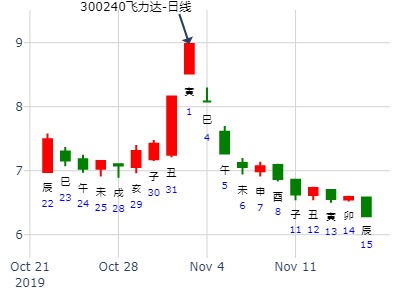 300240飞力达-日线
9
8
7
6
辰
22
巳
23
午
24
未
25
戌
28
亥
29
子
30
丑
31
寅
1
巳
4
午
5
未
6
申
7
酉
8
子
11
丑
12
寅
13
卯
14
辰
15
Oct 21
2019
Oct 28
Nov 4
Nov 11